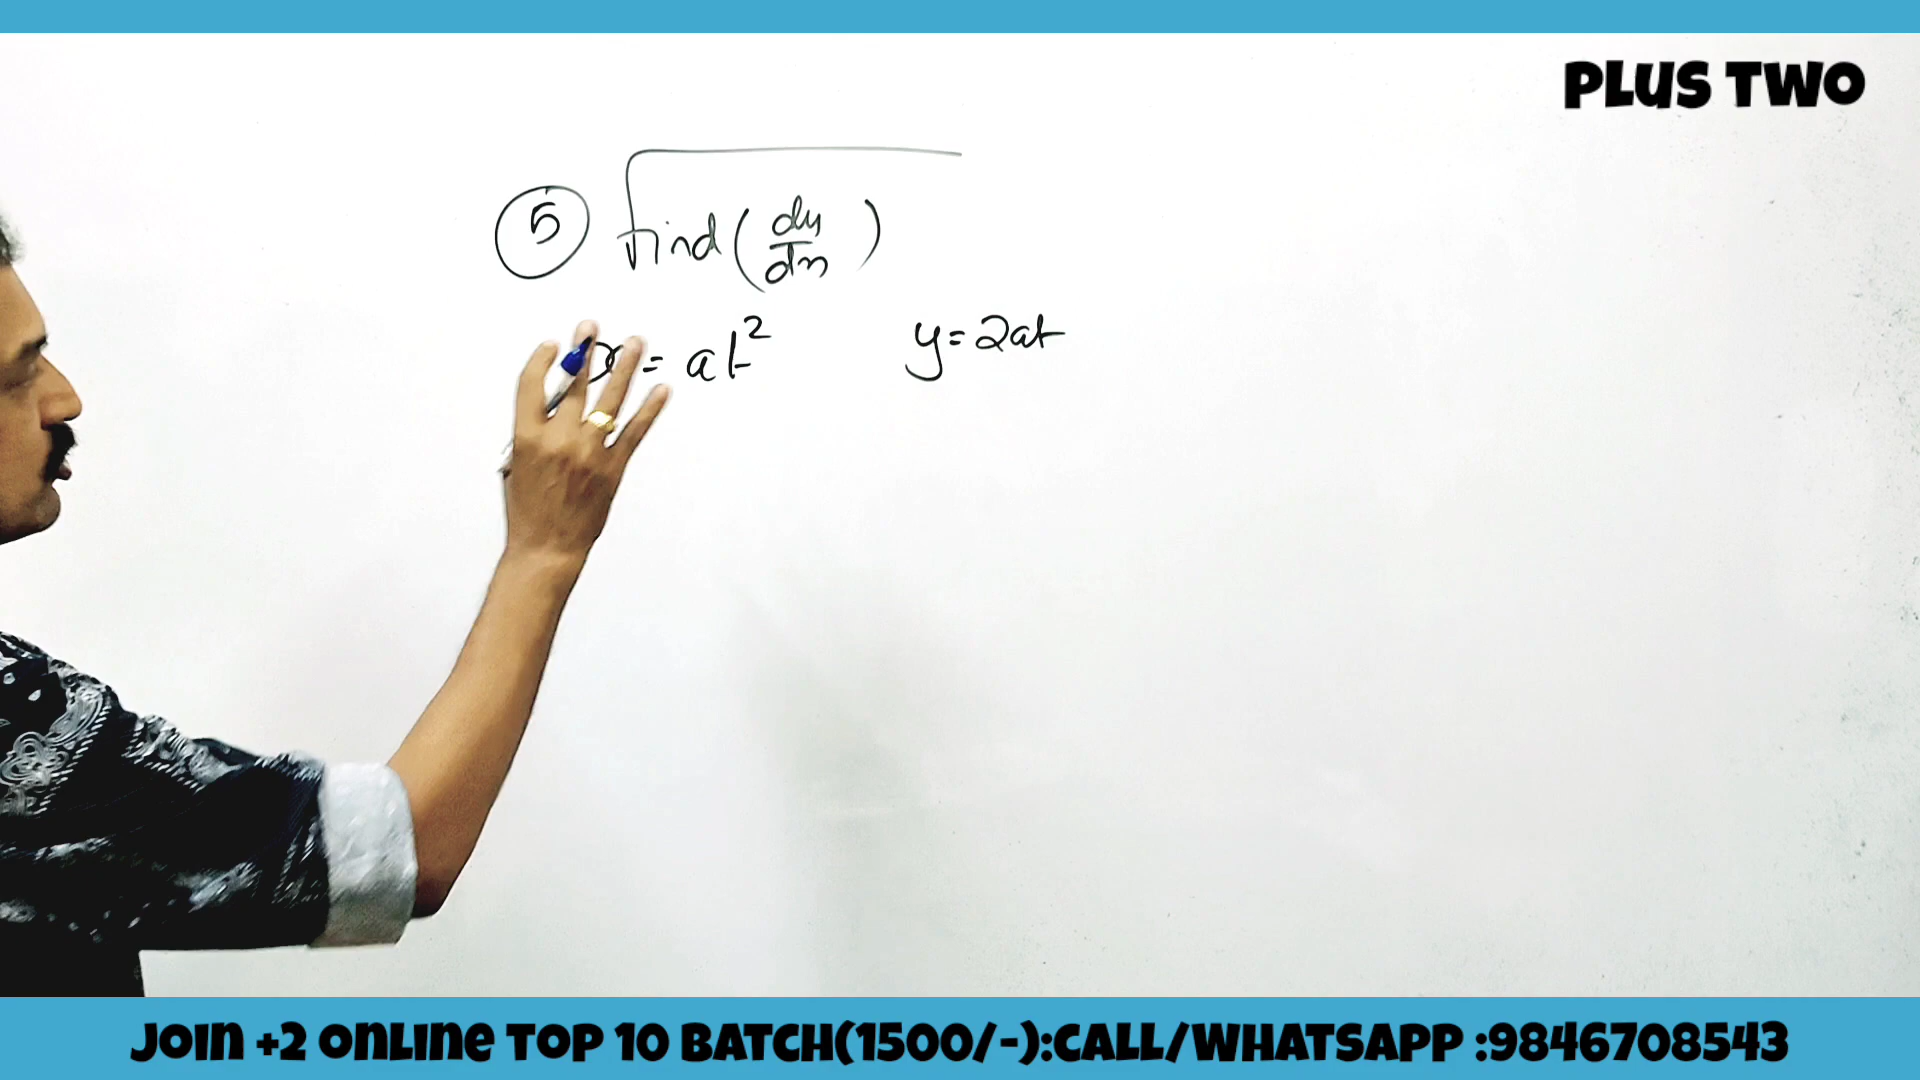 PLUS TWO
5 Find (dy/dx)
x = at² y = 2at
JOIN +2 ONLINE TOP 10 BATCH(1500/-):CALL/WHATSAPP :9846708543